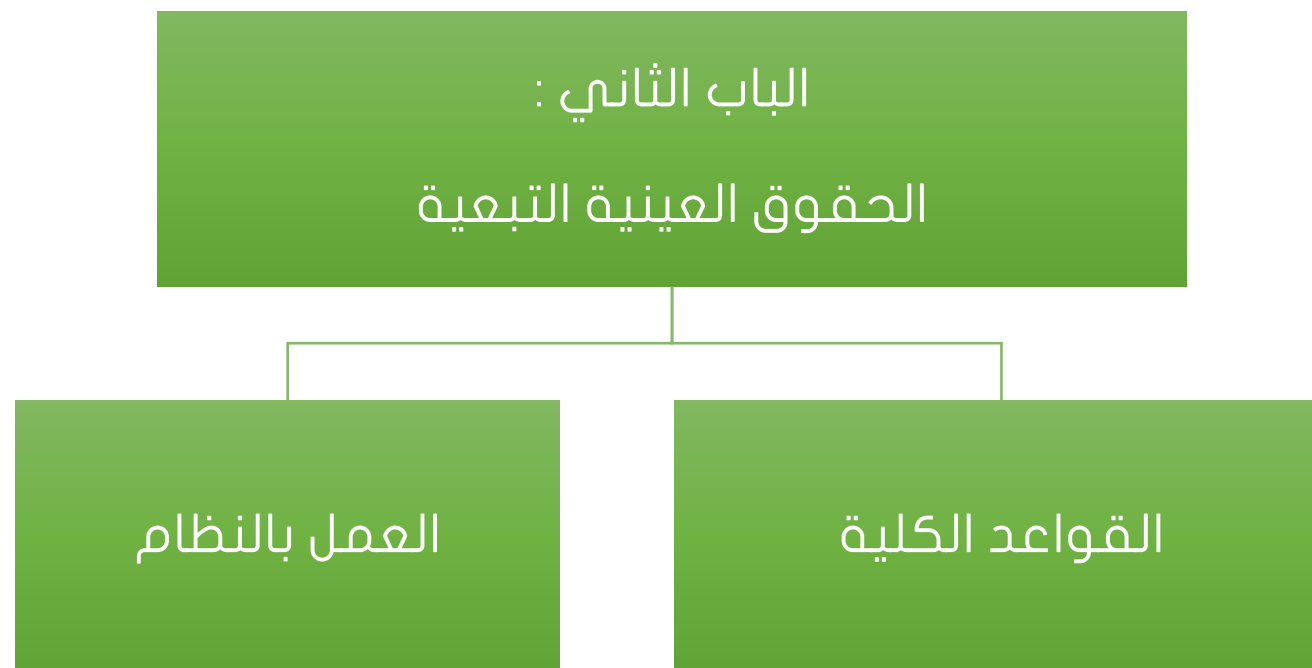 الباب الثاني :
الحقوق العينية التبعية
القواعد الكلية
العمل بالنظام